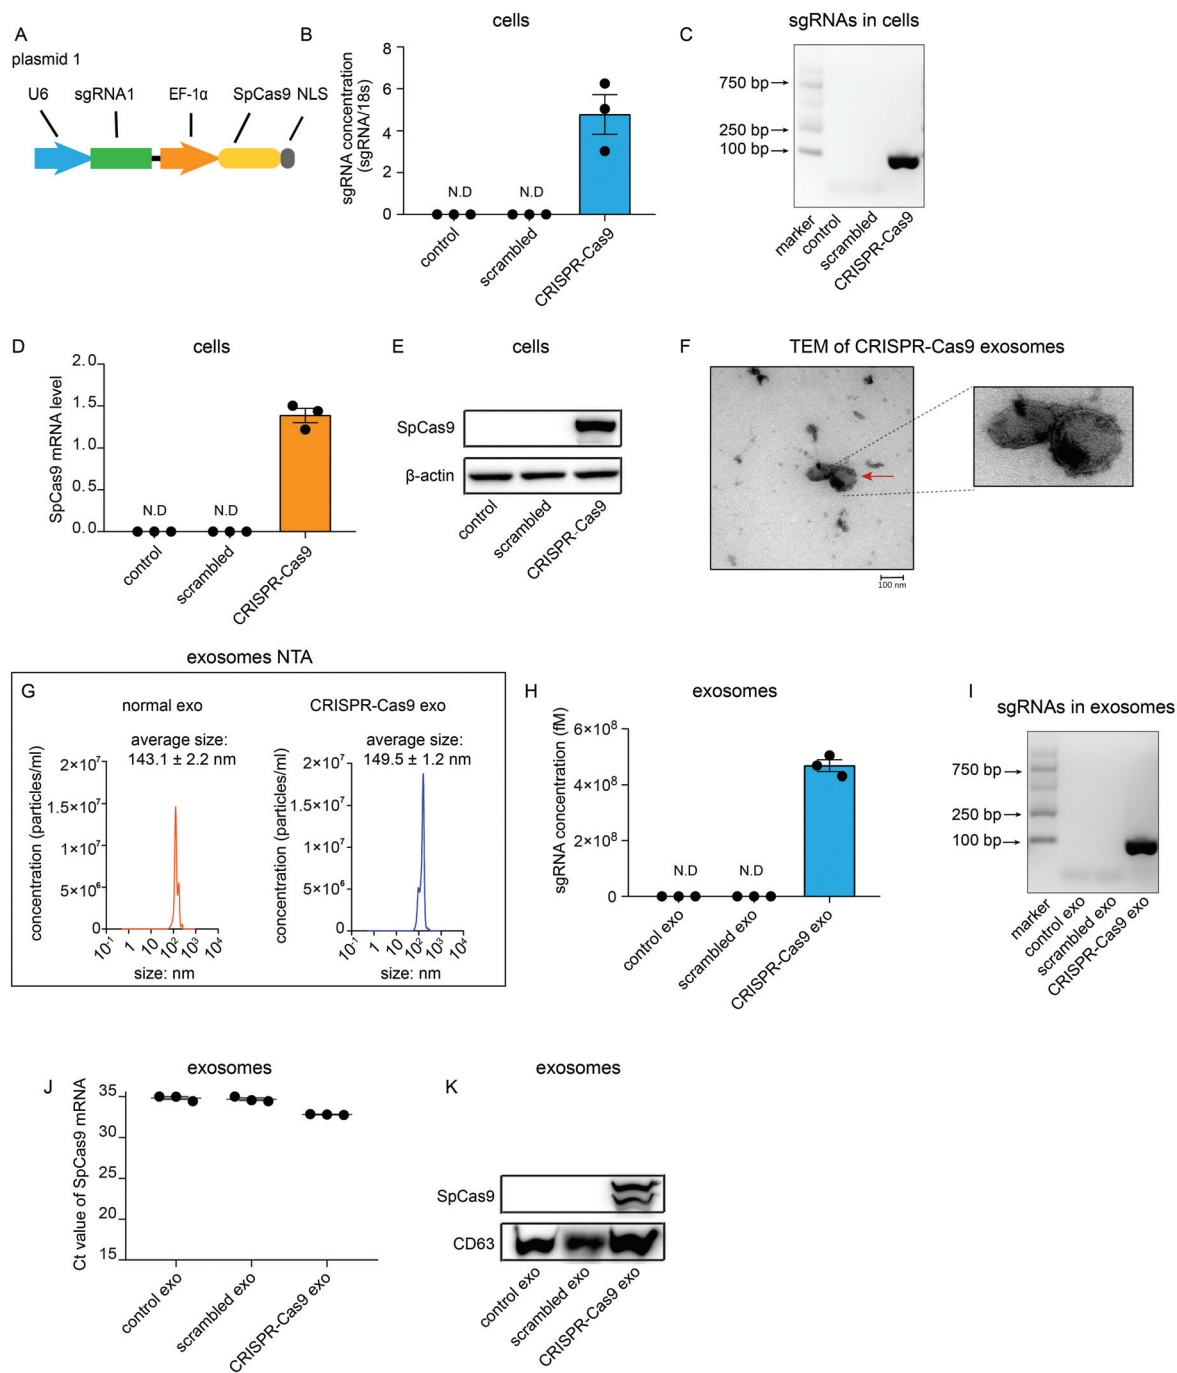 A
plasmid 1
U6 sgRNA1 EF-1α SpCas9 NLS
B
cells
sgRNA concentration
(sgRNA/18s)
8
6
4
2
0
N.D
N.D
control
scrambled
CRISPR-Cas9
C
sgRNAs in cells
750 bp
250 bp
100 bp
marker
control
scrambled
CRISPR-Cas9
D
cells
SpCas9 mRNA level
2.0
1.5
1.0
0.5
0.0
N.D
N.D
control
scrambled
CRISPR-Cas9
E
cells
SpCas9
β-actin
control
scrambled
CRISPR-Cas9
F
TEM of CRISPR-Cas9 exosomes
100 nm
exosomes NTA
G
normal exo
average size:
143.1 ± 2.2 nm
concentration (particles/ml)
2×10⁷
1.5×10⁷
1×10⁷
5×10⁶
0
10⁻¹ 1 10 10² 10³ 10⁴
size: nm
CRISPR-Cas9 exo
average size:
149.5 ± 1.2 nm
concentration (particles/ml)
2×10⁷
1.5×10⁷
1×10⁷
5×10⁶
0
10⁻¹ 1 10 10² 10³ 10⁴
size: nm
H
exosomes
sgRNA concentration (fM)
6×10⁸
4×10⁸
2×10⁸
0
N.D
N.D
control exo
scrambled exo
CRISPR-Cas9 exo
I
sgRNAs in exosomes
750 bp
250 bp
100 bp
marker
control exo
scrambled exo
CRISPR-Cas9 exo
J
exosomes
Ct value of SpCas9 mRNA
35
30
25
20
15
control exo
scrambled exo
CRISPR-Cas9 exo
K
exosomes
SpCas9
CD63
control exo
scrambled exo
CRISPR-Cas9 exo